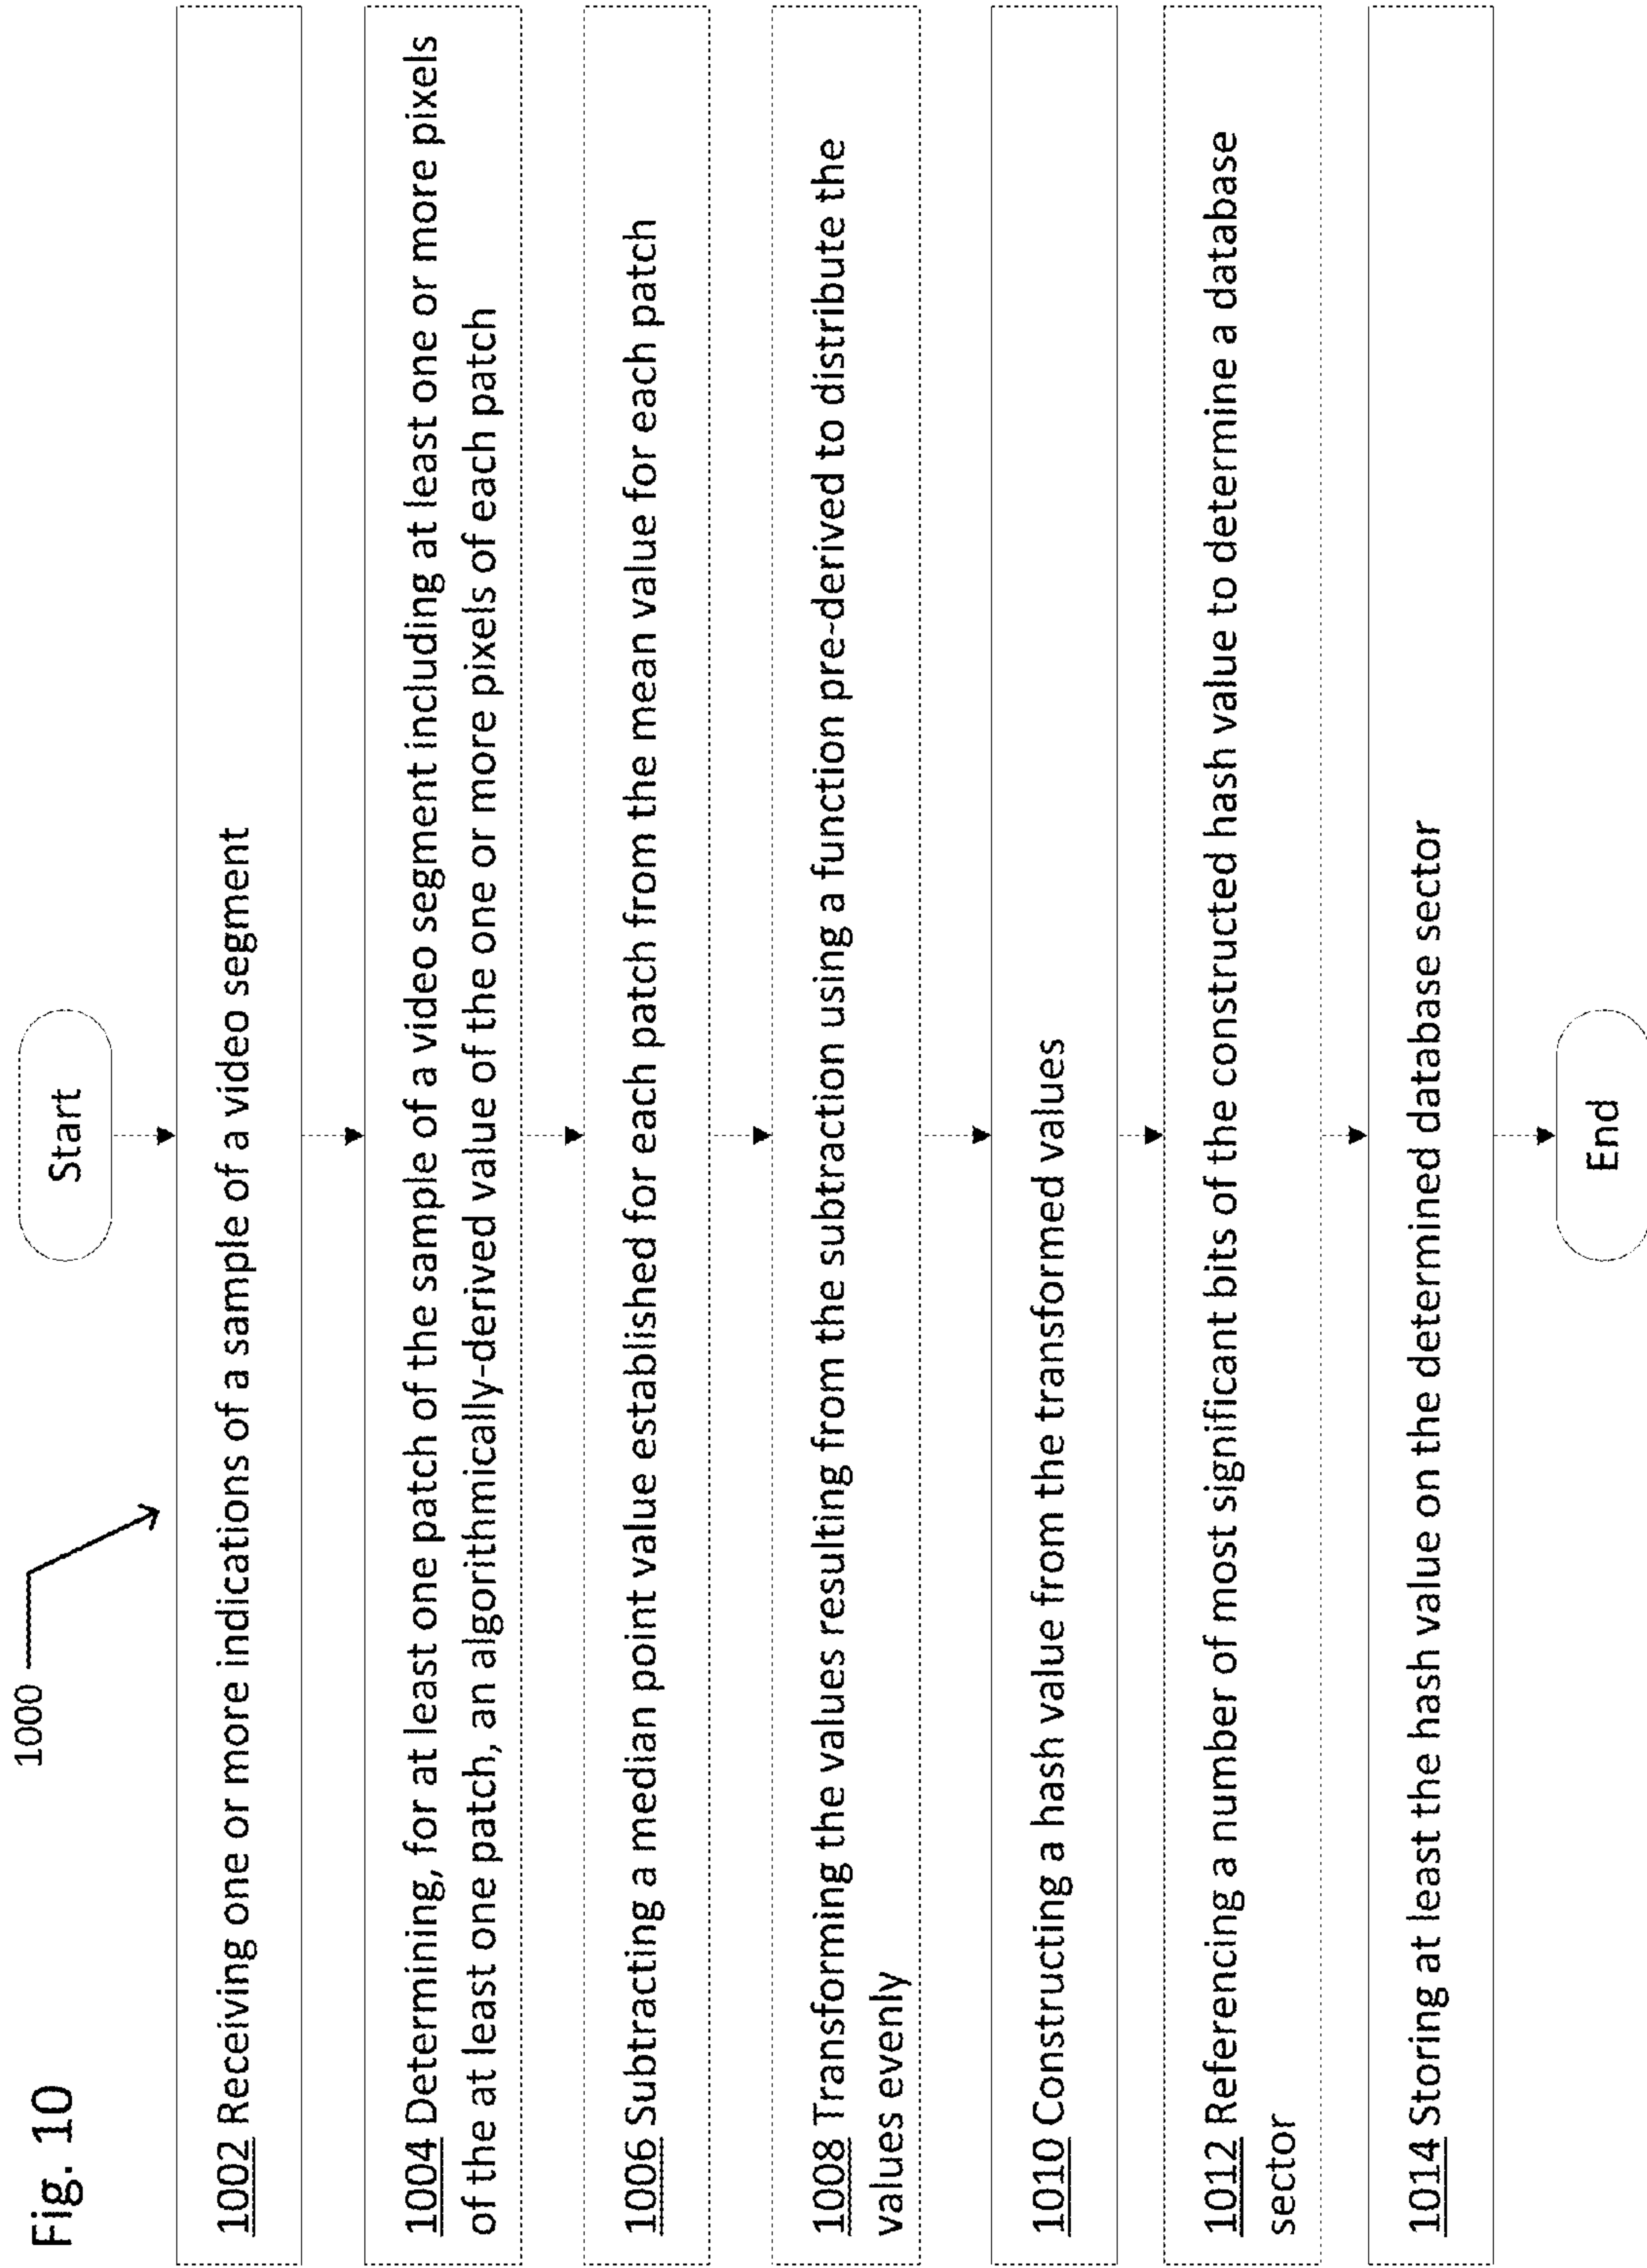 Fig. 10
1000
Start
1002 Receiving one or more indications of a sample of a video segment
1004 Determining, for at least one patch of the sample of a video segment including at least one or more pixels
of the at least one patch, an algorithmically-derived value of the one or more pixels of each patch
1006 Subtracting a median point value established for each patch from the mean value for each patch
1008 Transforming the values resulting from the subtraction using a function pre-derived to distribute the
values evenly
1010 Constructing a hash value from the transformed values
1012 Referencing a number of most significant bits of the constructed hash value to determine a database
sector
1014 Storing at least the hash value on the determined database sector
End